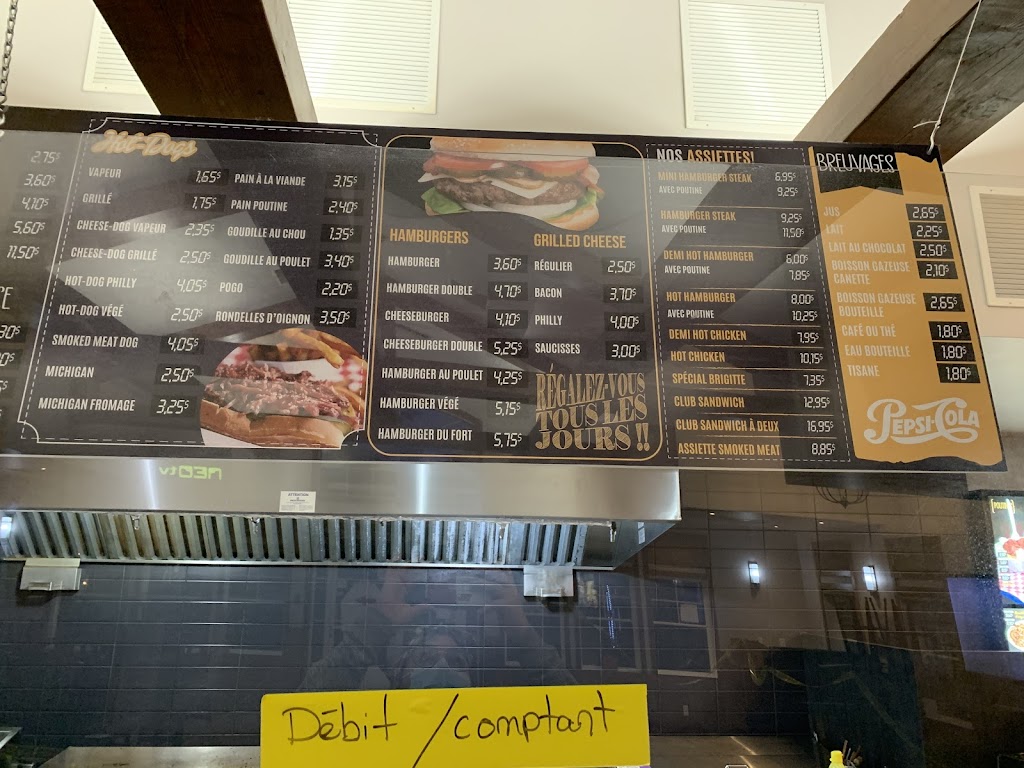 2.75$
3,60$
4,10$
5,60$
11,50$
Hot-Dogs
VAPEUR 1,65$
GRILLÉ 1,75$
CHEESE-DOG VAPEUR 2,35$
CHEESE-DOG GRILLÉ 2,50$
HOT-DOG PHILLY 4,05$
HOT-DOG VÉGÉ 2,50$
SMOKED MEAT DOG 4,05$
MICHIGAN 2,50$
MICHIGAN FROMAGE 3,25$
PAIN À LA VIANDE 3,15$
PAIN POUTINE 2,40$
GOUDILLE AU CHOU 1,35$
GOUDILLE AU POULET 3,40$
POGO 2,20$
RONDELLES D'OIGNON 3,50$
HAMBURGERS
HAMBURGER 3,60$
HAMBURGER DOUBLE 4,70$
CHEESEBURGER 4,10$
CHEESEBURGER DOUBLE 5,25$
HAMBURGER AU POULET 4,25$
HAMBURGER VÉGÉ 5,15$
HAMBURGER DU FORT 5,75$
GRILLED CHEESE
RÉGULIER 2,50$
BACON 3,70$
PHILLY 4,00$
SAUCISSES 3,00$
RÉGALEZ-VOUS
TOUS LES
JOURS !!
NOS ASSIETTES!
MINI HAMBURGER STEAK 6,95$
AVEC POUTINE 9,25$
HAMBURGER STEAK 9,25$
AVEC POUTINE 11,50$
DEMI HOT HAMBURGER 6,00$
AVEC POUTINE 7,85$
HOT HAMBURGER 8,00$
AVEC POUTINE 10,25$
DEMI HOT CHICKEN 7,95$
HOT CHICKEN 10,15$
SPÉCIAL BRIGITTE 7,35$
CLUB SANDWICH 12,95$
CLUB SANDWICH À DEUX 16,95$
ASSIETTE SMOKED MEAT 8,85$
BREUVAGES
JUS 2,65$
LAIT 2,25$
LAIT AU CHOCOLAT 2,50$
BOISSON GAZEUSE
CANETTE 2,10$
BOISSON GAZEUSE
BOUTEILLE 2,65$
CAFÉ OU THÉ 1,80$
EAU BOUTEILLE 1,80$
TISANE 1,80$
PEPSI-COLA
ATTENTION
Débit / comptant